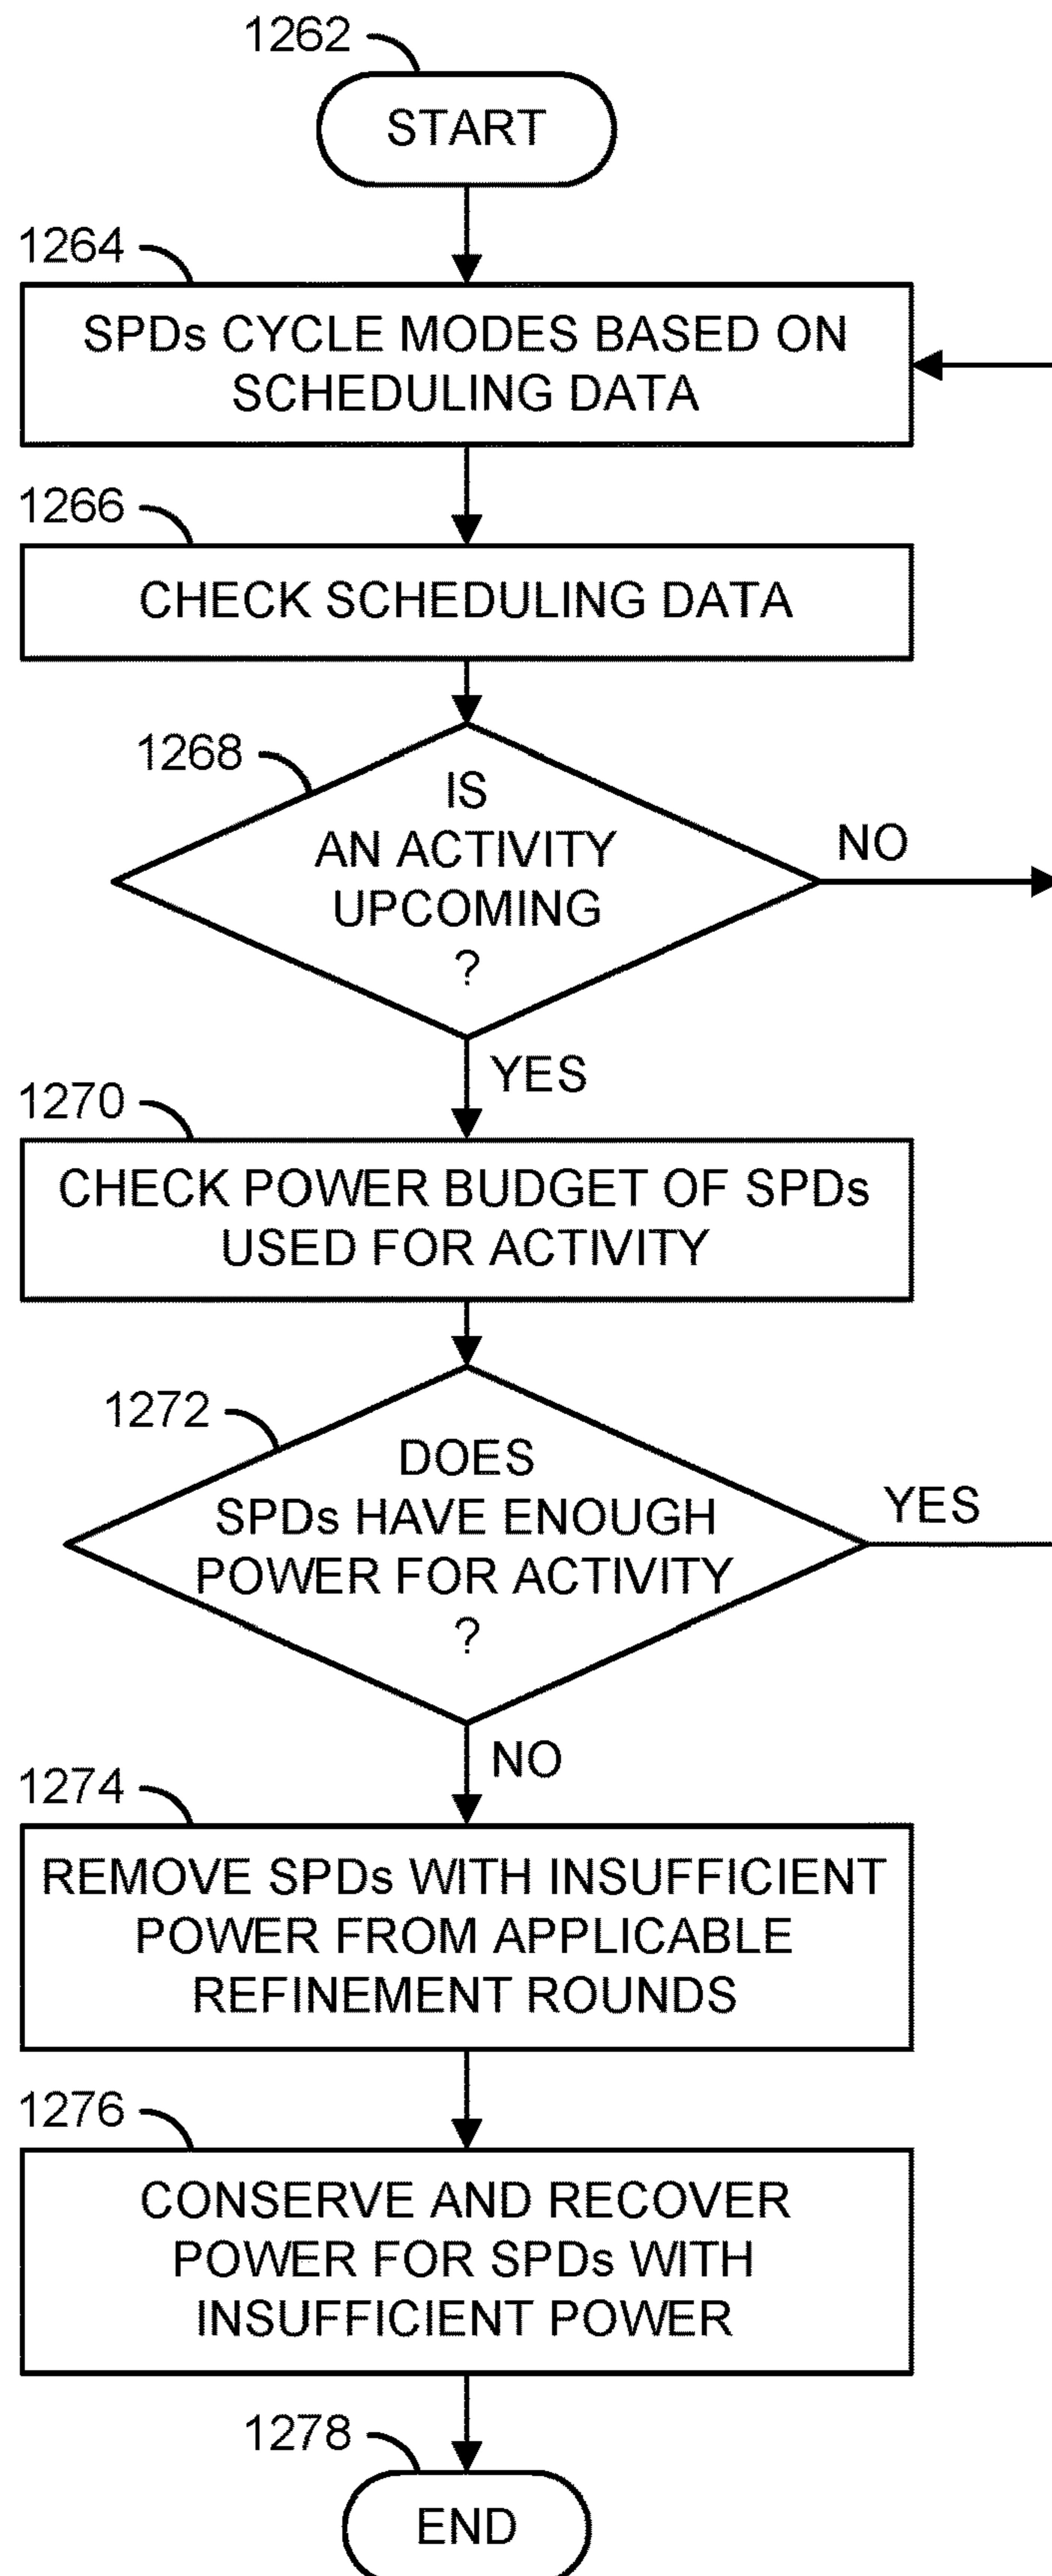 1262
START
1264
SPDs CYCLE MODES BASED ON
SCHEDULING DATA
1266
CHECK SCHEDULING DATA
1268
IS
AN ACTIVITY
UPCOMING
?
NO
YES
1270
CHECK POWER BUDGET OF SPDs
USED FOR ACTIVITY
1272
DOES
SPDs HAVE ENOUGH
POWER FOR ACTIVITY
?
YES
NO
1274
REMOVE SPDs WITH INSUFFICIENT
POWER FROM APPLICABLE
REFINEMENT ROUNDS
1276
CONSERVE AND RECOVER
POWER FOR SPDs WITH
INSUFFICIENT POWER
1278
END